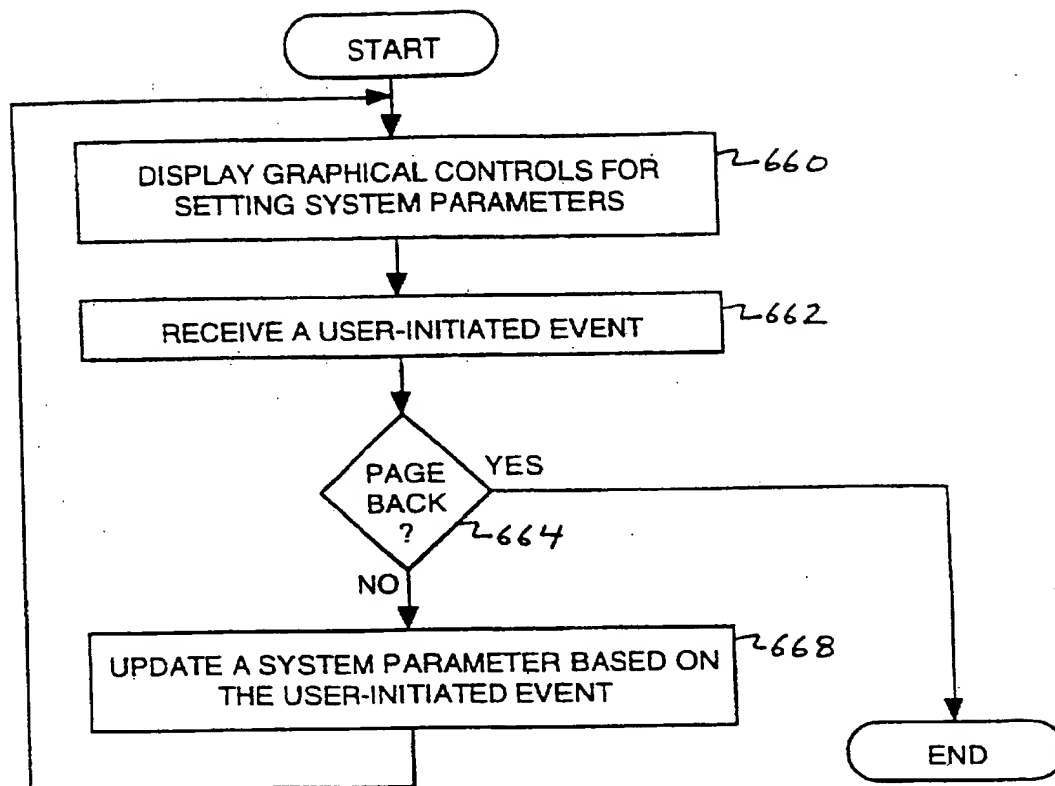 START
DISPLAY GRAPHICAL CONTROLS FOR
SETTING SYSTEM PARAMETERS
660
RECEIVE A USER-INITIATED EVENT
662
PAGE
BACK
?
YES
664
NO
UPDATE A SYSTEM PARAMETER BASED ON
THE USER-INITIATED EVENT
668
END